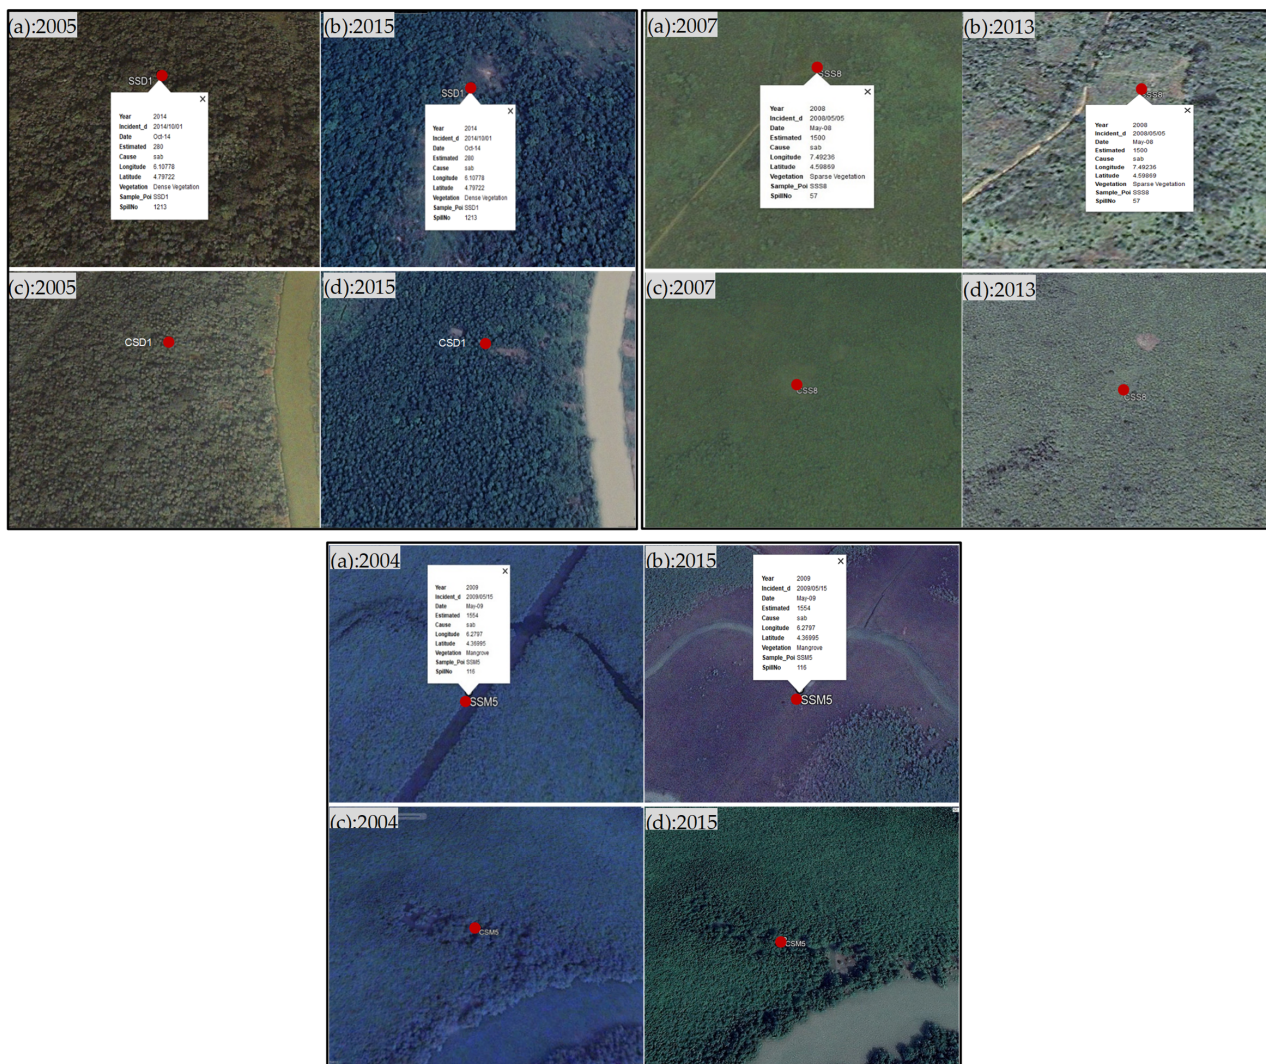 (a):2005
SSD1
Year 2014
Incident_d 2014/10/01
Date Oct-14
Estimated 280
Cause sab
Longitude 6.10778
Latitude 4.79722
Vegetation Dense Vegetation
Sample_Poi SSD1
SpillNo 1213
(b):2015
SSD1
Year 2014
Incident_d 2014/10/01
Date Oct-14
Estimated 280
Cause sab
Longitude 6.10778
Latitude 4.79722
Vegetation Dense Vegetation
Sample_Poi SSD1
SpillNo 1213
(c):2005
CSD1
(d):2015
CSD1
(a):2007
SSS8
Year 2008
Incident_d 2008/05/05
Date May-08
Estimated 1500
Cause sab
Longitude 7.49236
Latitude 4.59869
Vegetation Sparse Vegetation
Sample_Poi SSS8
SpillNo 57
(b):2013
SSS8
Year 2008
Incident_d 2008/05/05
Date May-08
Estimated 1500
Cause sab
Longitude 7.49236
Latitude 4.59869
Vegetation Sparse Vegetation
Sample_Poi SSS8
SpillNo 57
(c):2007
CSS8
(d):2013
CSS8
(a):2004
Year 2009
Incident_d 2009/05/15
Date May-09
Estimated 1554
Cause sab
Longitude 6.2797
Latitude 4.36995
Vegetation Mangrove
Sample_Poi SSM5
SpillNo 116
SSM5
(b):2015
Year 2009
Incident_d 2009/05/15
Date May-09
Estimated 1554
Cause sab
Longitude 6.2797
Latitude 4.36995
Vegetation Mangrove
Sample_Poi SSM5
SpillNo 116
SSM5
(c):2004
CSM5
(d):2015
CSM5